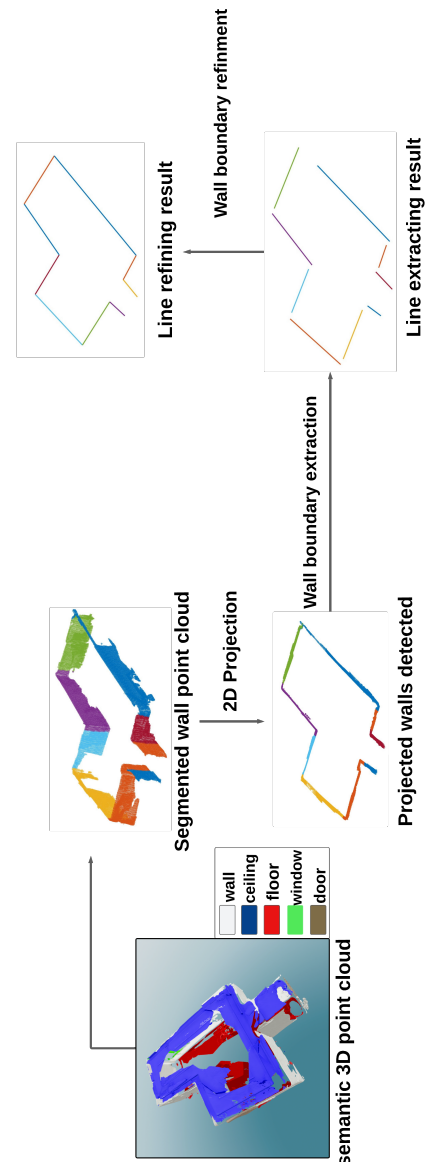 semantic 3D point cloud
wall
ceiling
floor
window
door
Segmented wall point cloud
2D Projection
Projected walls detected
Wall boundary extraction
Line extracting result
Wall boundary refinment
Line refining result